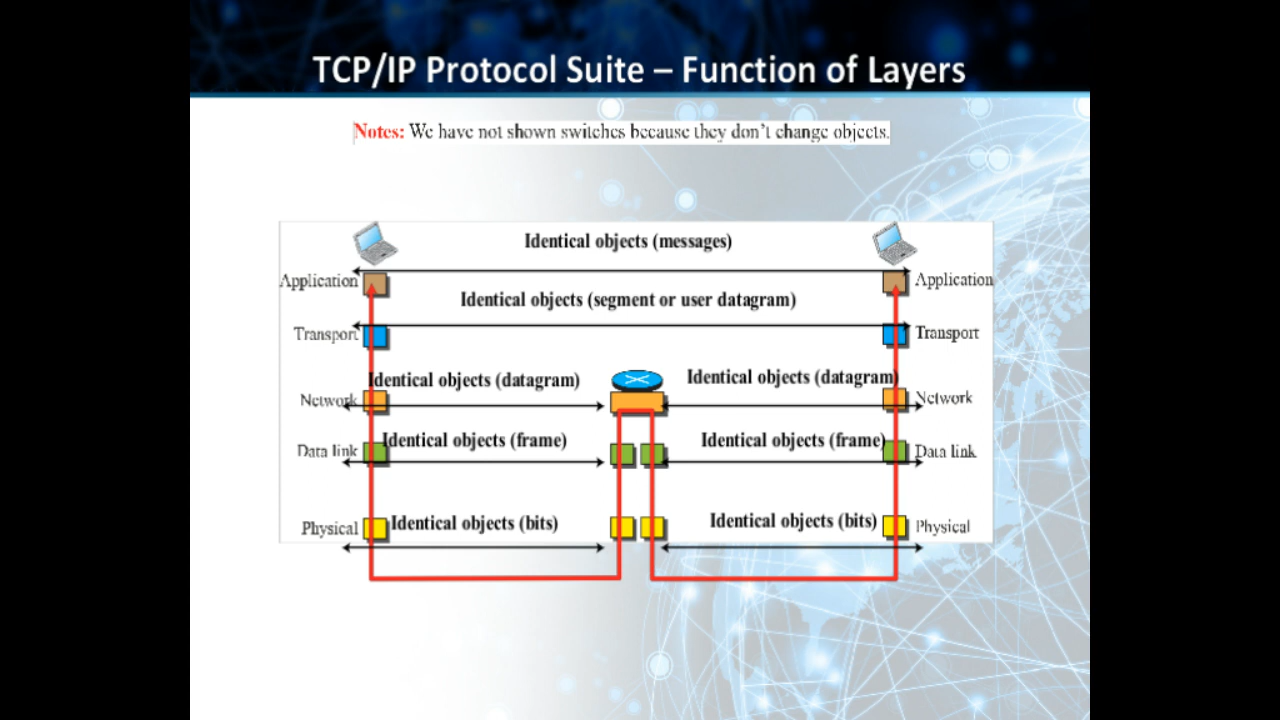 TCP/IP Protocol Suite – Function of Layers
Notes: We have not shown switches because they don't change objects.
Identical objects (messages)
Application
Application
Identical objects (segment or user datagram)
Transport
Transport
Identical objects (datagram)
Identical objects (datagram)
Network
Network
Identical objects (frame)
Identical objects (frame)
Data link
Data link
Identical objects (bits)
Identical objects (bits)
Physical
Physical